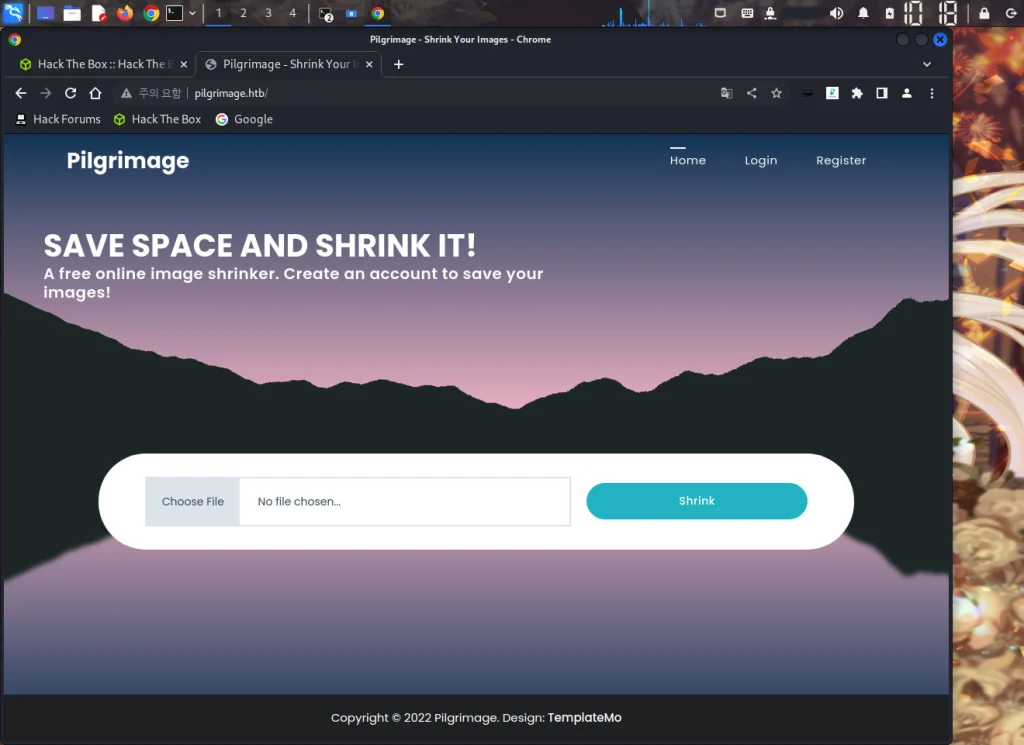 1 2 3 4 2 10 18
Pilgrimage - Shrink Your Images - Chrome
Hack The Box :: Hack The B
Pilgrimage - Shrink Your I
주의 요함 pilgrimage.htb/
Hack Forums Hack The Box Google
Pilgrimage
Home Login Register
SAVE SPACE AND SHRINK IT!
A free online image shrinker. Create an account to save your
images!
Choose File No file chosen... Shrink
Copyright © 2022 Pilgrimage. Design: TemplateMo